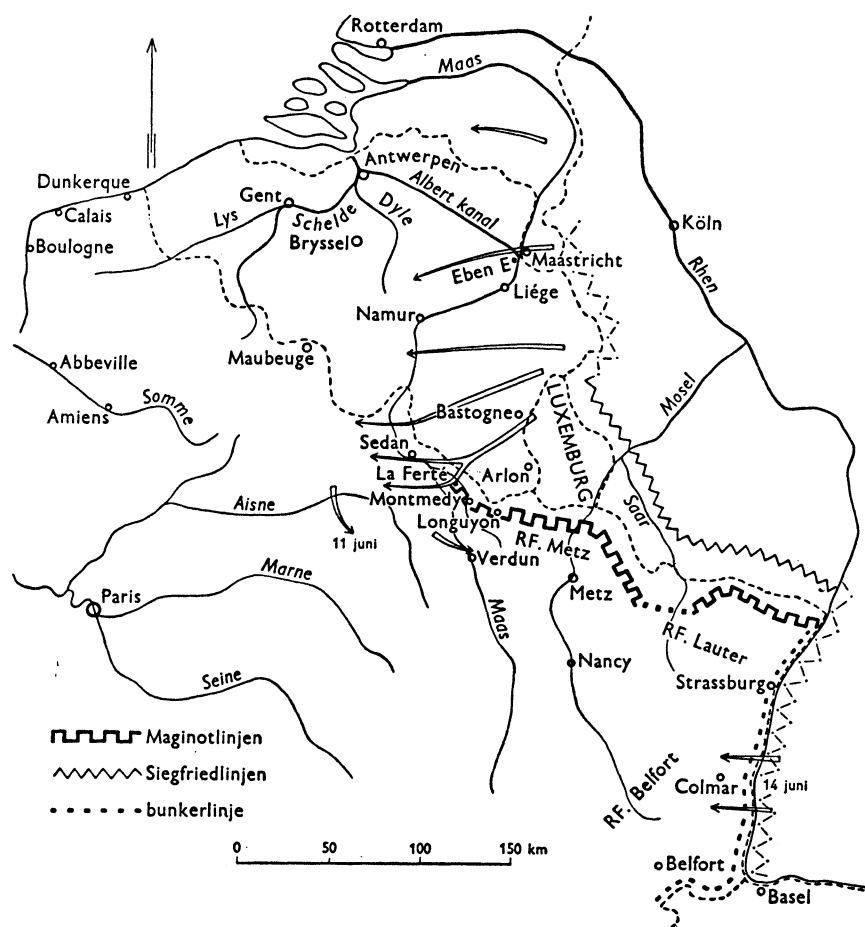 Rotterdam
Maas
Antwerpen
Dunkerque
Gent
Albert kanal
Calais
Lys
Schelde
Dyle
Köln
Boulogne
Bryssel
Eben E.
Maastricht
Rhen
Liége
Namur
Maubeuge
Abbeville
Mosel
Amiens
Somme
Bastogne
LUXEMBURG
Sedan
La Ferté
Arlon
Aisne
Montmedy
Saar
11 juni
Longuyon
RF. Metz
Verdun
Marne
Metz
Paris
Maas
RF. Lauter
Seine
Nancy
Strassburg
Maginotlinjen
Siegfriedlinjen
Colmar
14 juni
bunkerlinje
RF. Belfort
0 50 100 150 km
Belfort
Basel